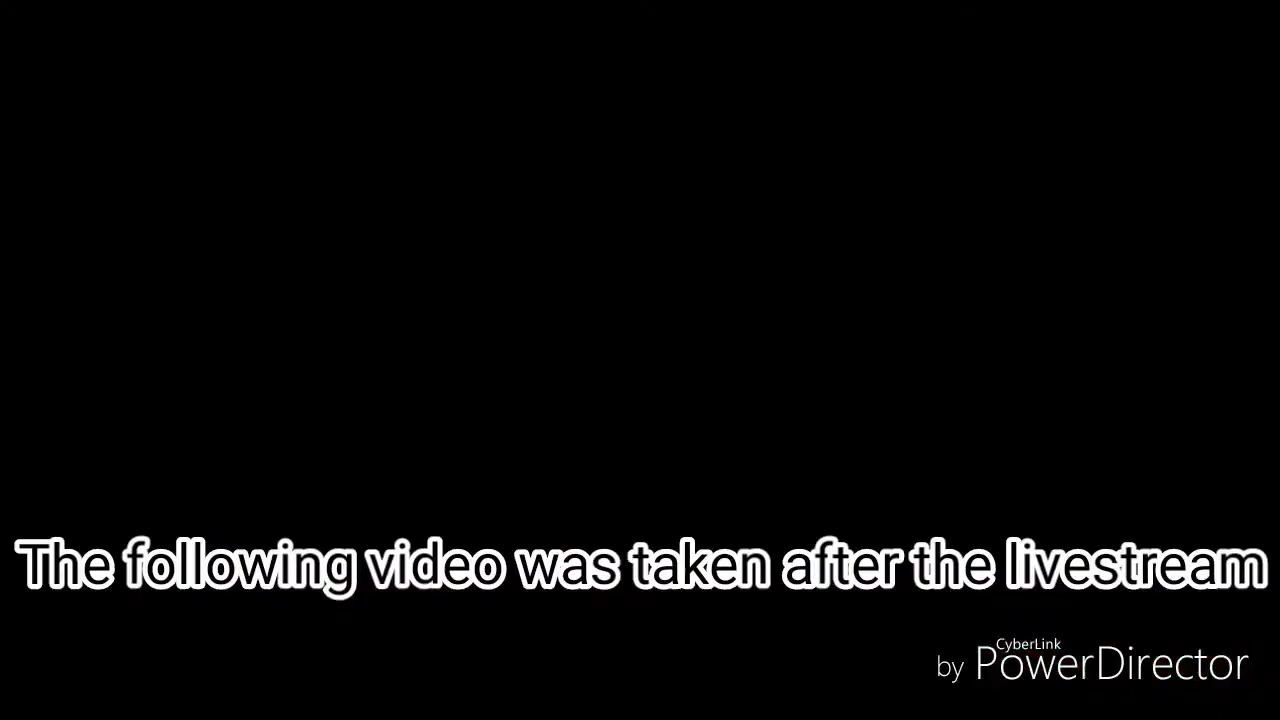 The following video was taken after the livestream
CyberLink
by PowerDirector